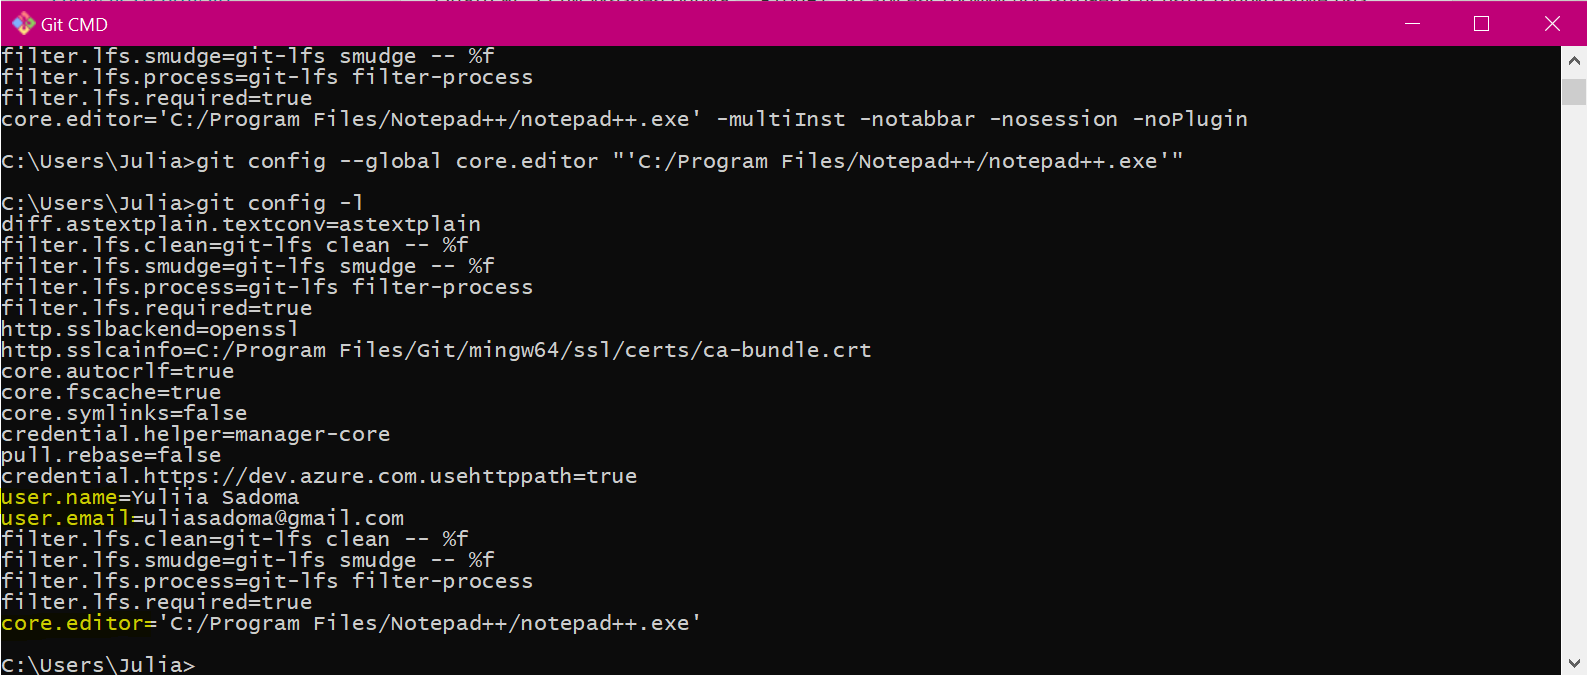 Git CMD
filter.lfs.smudge=git-lfs smudge -- %f
filter.lfs.process=git-lfs filter-process
filter.lfs.required=true
core.editor='C:/Program Files/Notepad++/notepad++.exe' -multiInst -notabbar -nosession -noPlugin
C:\Users\Julia>git config --global core.editor "'C:/Program Files/Notepad++/notepad++.exe'"
C:\Users\Julia>git config -l
diff.astextplain.textconv=astextplain
filter.lfs.clean=git-lfs clean -- %f
filter.lfs.smudge=git-lfs smudge -- %f
filter.lfs.process=git-lfs filter-process
filter.lfs.required=true
http.sslbackend=openssl
http.sslcainfo=C:/Program Files/Git/mingw64/ssl/certs/ca-bundle.crt
core.autocrlf=true
core.fscache=true
core.symlinks=false
credential.helper=manager-core
pull.rebase=false
credential.https://dev.azure.com.usehttppath=true
user.name=Yuliia Sadoma
user.email=uliasadoma@gmail.com
filter.lfs.clean=git-lfs clean -- %f
filter.lfs.smudge=git-lfs smudge -- %f
filter.lfs.process=git-lfs filter-process
filter.lfs.required=true
core.editor='C:/Program Files/Notepad++/notepad++.exe'
C:\Users\Julia>